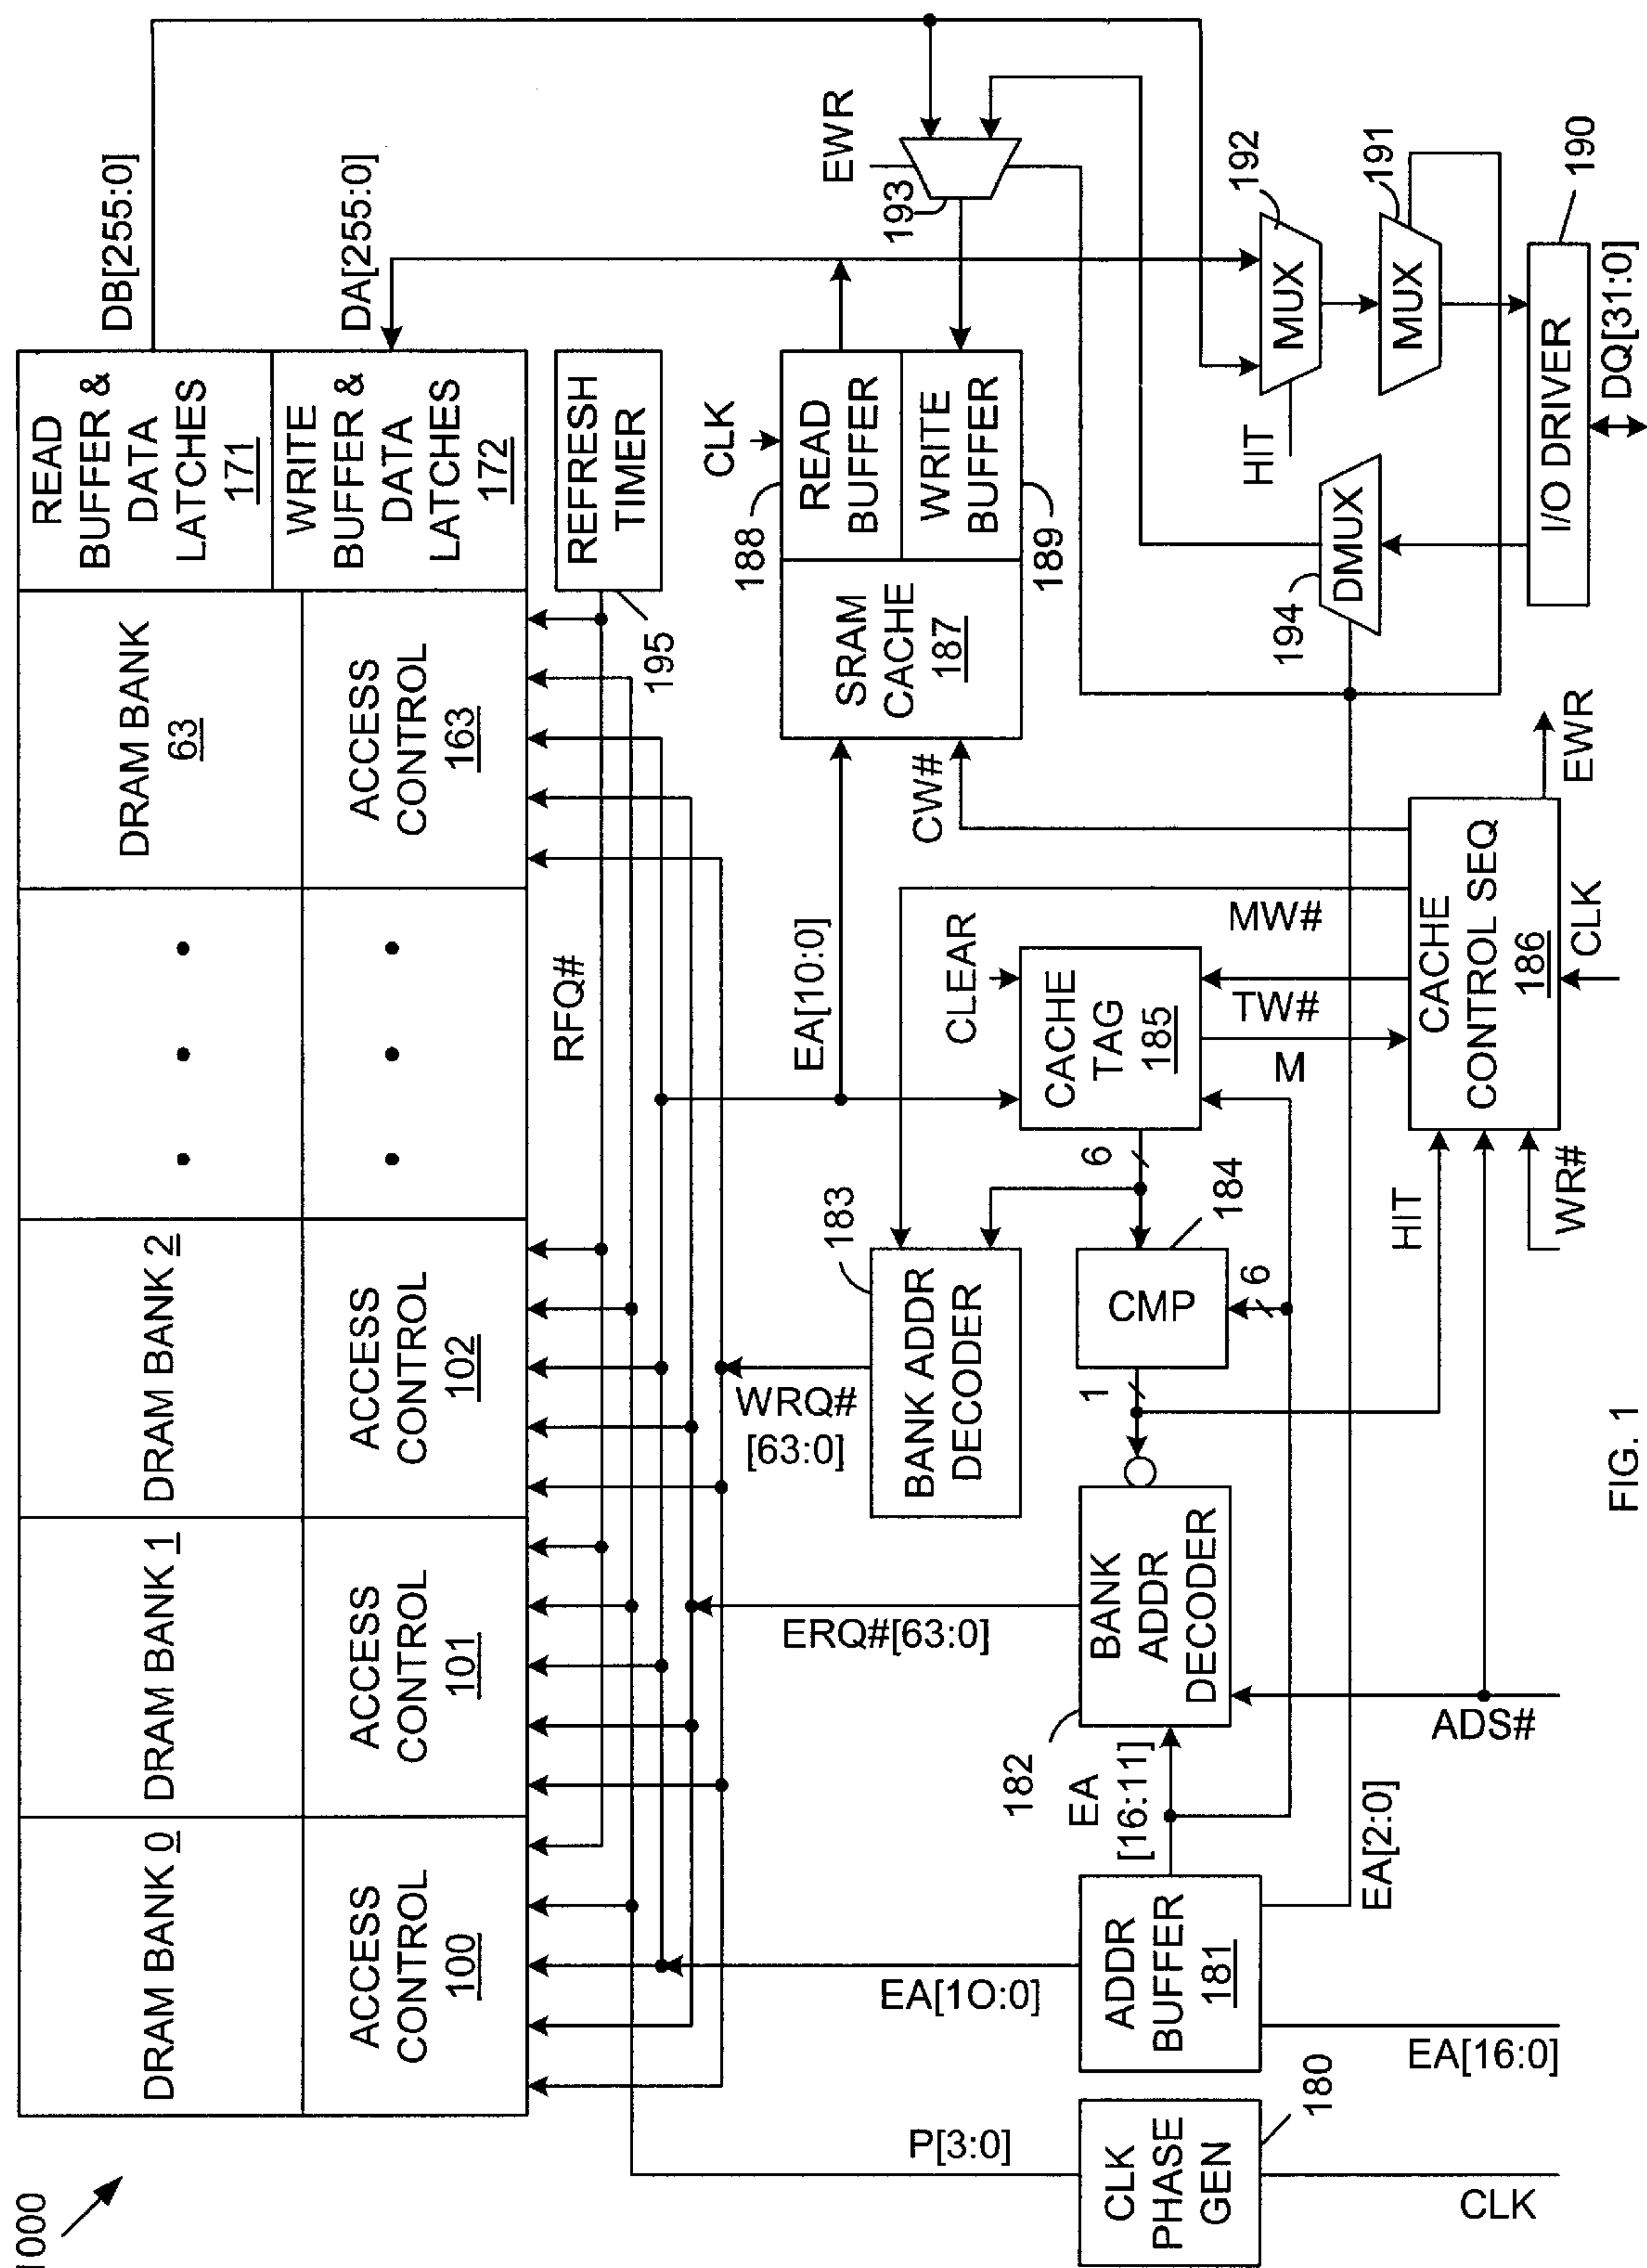 1000
DRAM BANK 0
DRAM BANK 1
DRAM BANK 2
DRAM BANK
63
READ
BUFFER &
DATA
LATCHES
171
ACCESS
CONTROL
100
ACCESS
CONTROL
101
ACCESS
CONTROL
102
ACCESS
CONTROL
163
WRITE
BUFFER &
DATA
LATCHES
172
DB[255:0]
DA[255:0]
RFQ#
REFRESH
TIMER
195
P[3:0]
EA[1O:0]
ERQ#[63:0]
WRQ#
[63:0]
EA[10:0]
CLK
188
READ
BUFFER
WRITE
BUFFER
189
SRAM
CACHE
187
CW#
EWR
193
183
BANK ADDR
DECODER
CLEAR
CACHE
TAG
185
6
184
CMP
6
1
MW#
TW#
M
CLK
PHASE
GEN
180
CLK
ADDR
BUFFER
181
EA[16:0]
EA
[16:11]
182
BANK
ADDR
DECODER
EA[2:0]
ADS#
HIT
WR#
CACHE
CONTROL SEQ
186
CLK
EWR
194
DMUX
HIT
MUX
192
MUX
191
I/O DRIVER
190
DQ[31:0]
FIG. 1